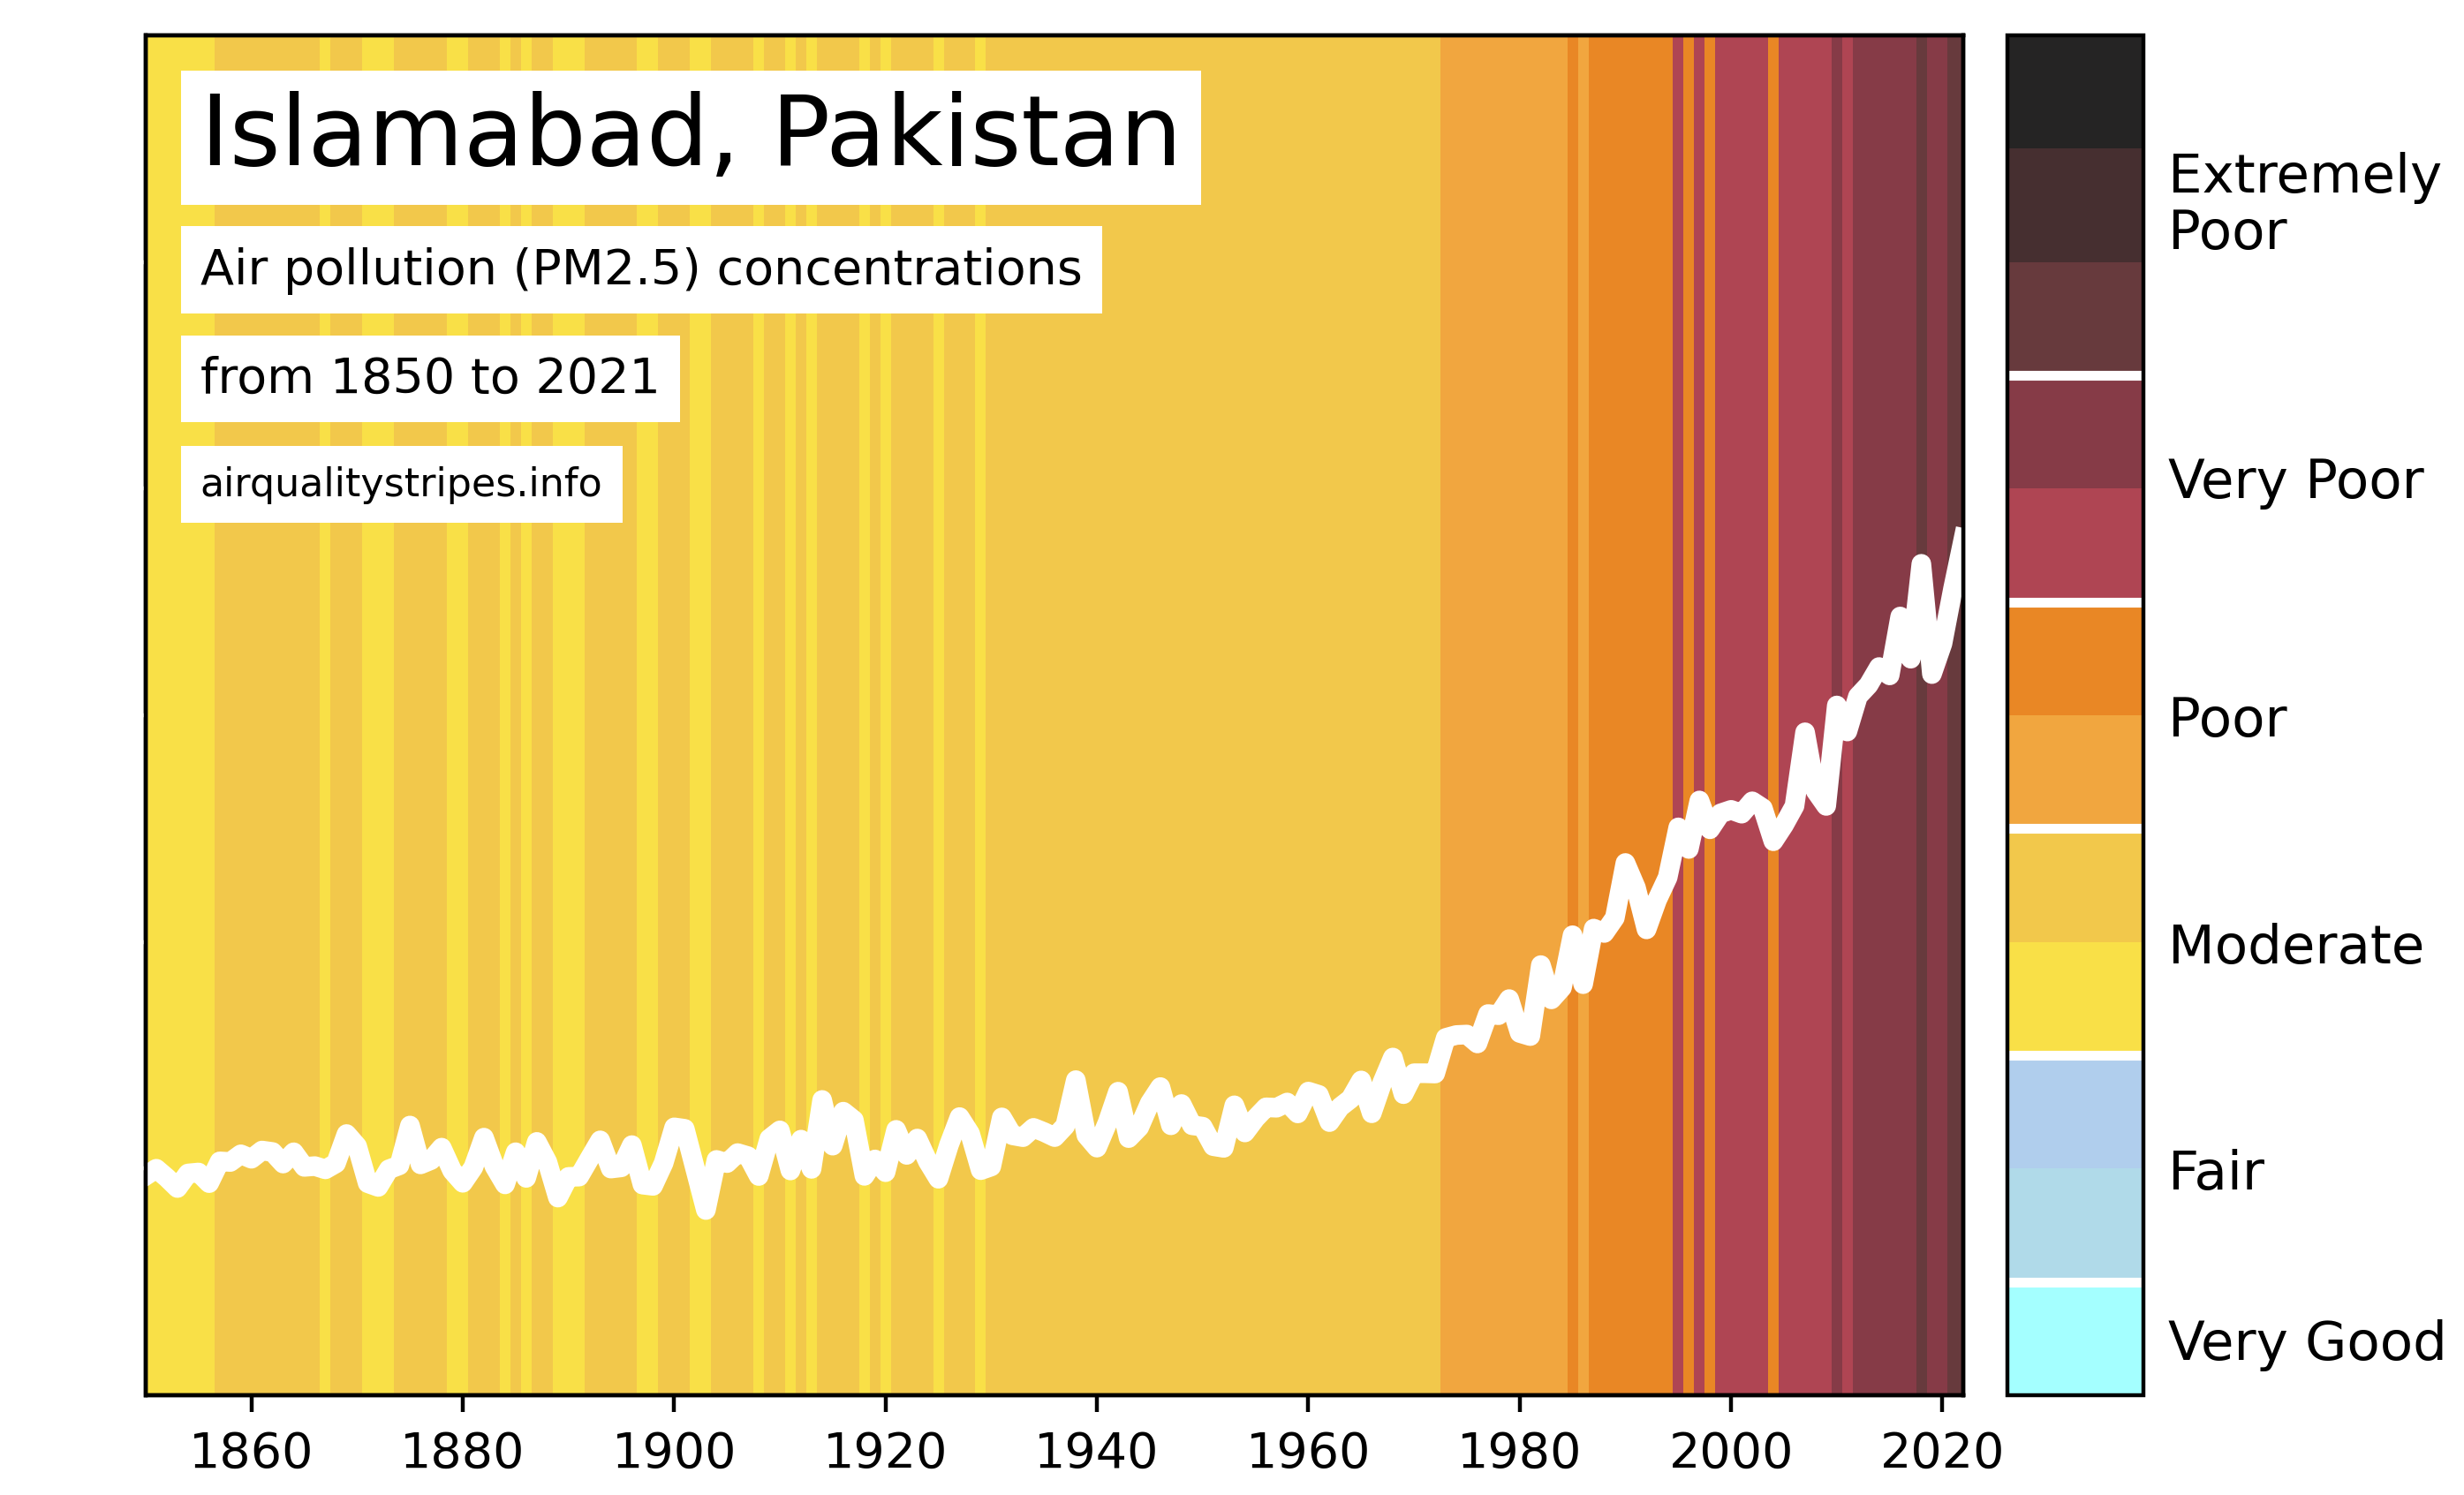 Islamabad, Pakistan
Air pollution (PM2.5) concentrations
from 1850 to 2021
airqualitystripes.info
Extremely
Poor
Very Poor
Poor
Moderate
Fair
Very Good
1860 1880 1900 1920 1940 1960 1980 2000 2020